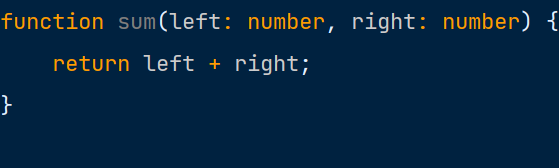 function sum(left: number, right: number) {
    return left + right;
}